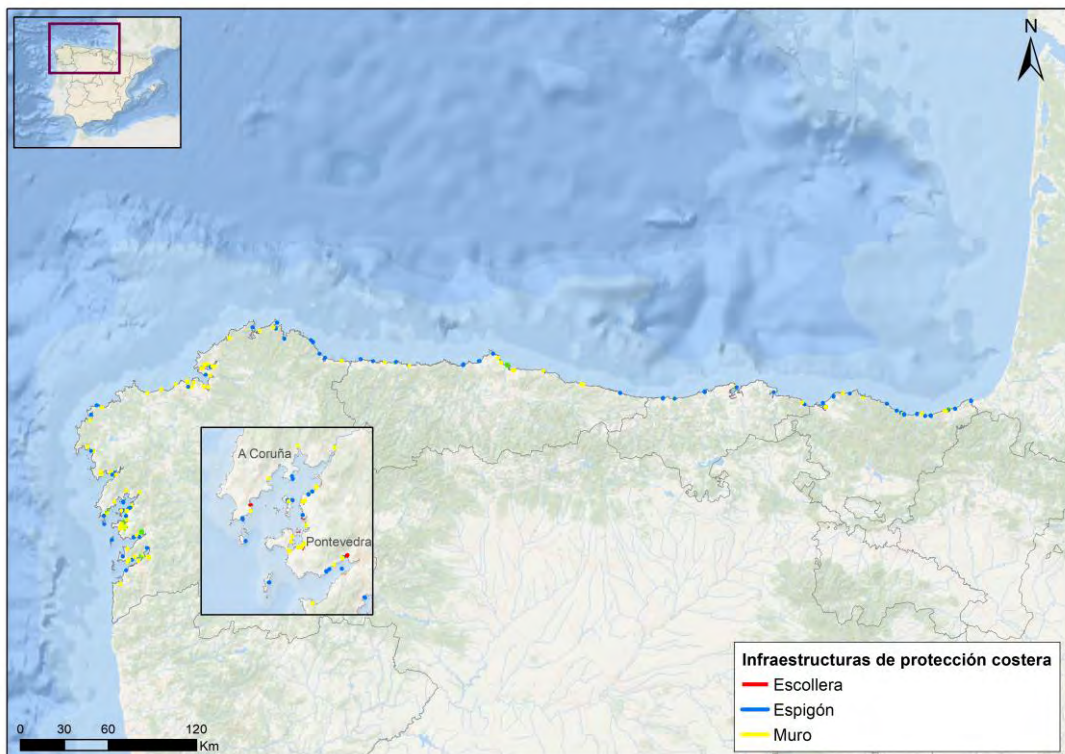 N
A Coruña
Pontevedra
Infraestructuras de protección costera
Escollera
Espigón
Muro
0 30 60 120
Km